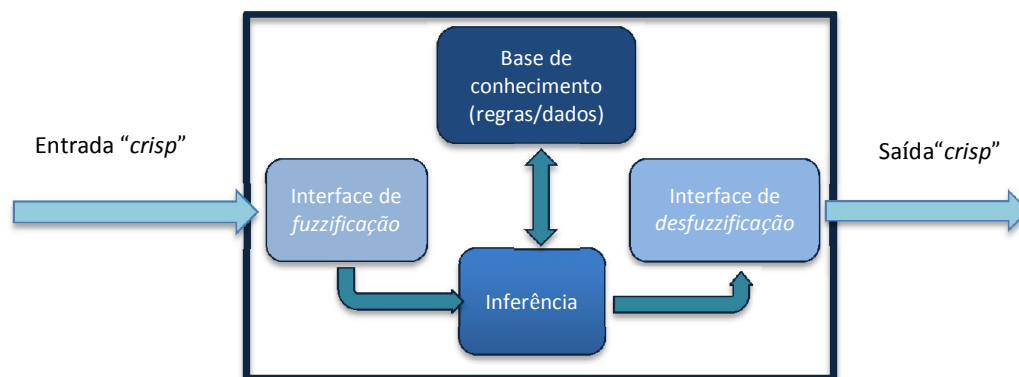 Base de
conhecimento
(regras/dados)
Entrada “crisp”
Saída“crisp”
Interface de
fuzzificação
Interface de
desfuzzificação
Inferência